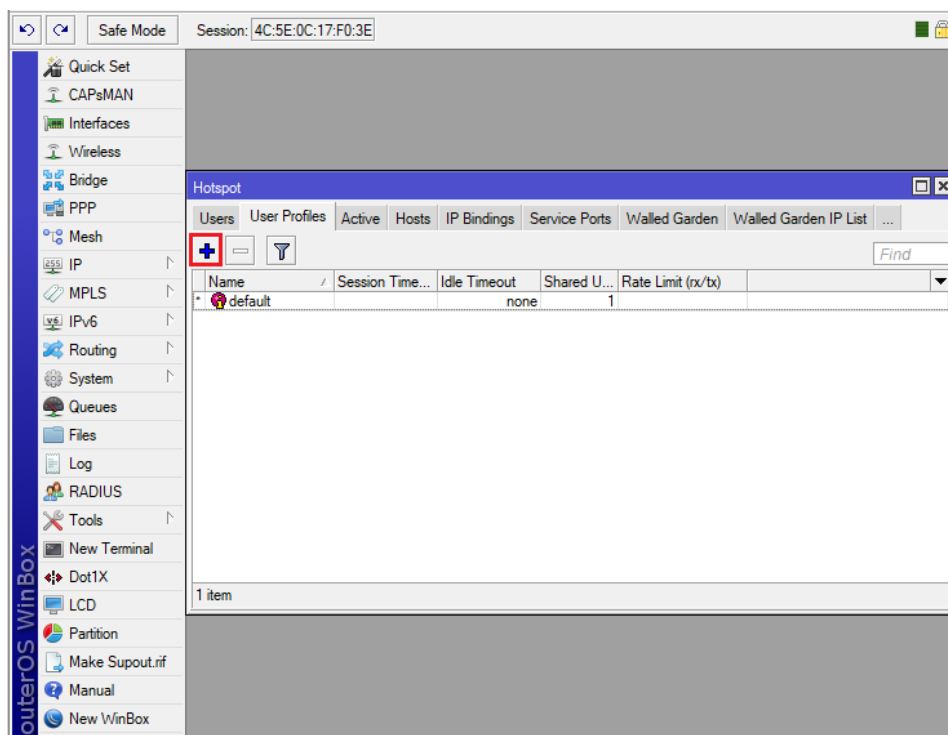 Safe Mode Session: 4C:5E:0C:17:F0:3E
Quick Set
CAPsMAN
Interfaces
Wireless
Bridge
PPP
Mesh
255 IP
MPLS
v6 IPv6
Routing
System
Queues
Files
Log
RADIUS
Tools
New Terminal
Dot1X
LCD
Partition
Make Supout.rif
Manual
New WinBox
outerOS WinBox
Hotspot
Users User Profiles Active Hosts IP Bindings Service Ports Walled Garden Walled Garden IP List ...
Find
Name Session Time... Idle Timeout Shared U... Rate Limit (rx/tx)
* default none 1
1 item